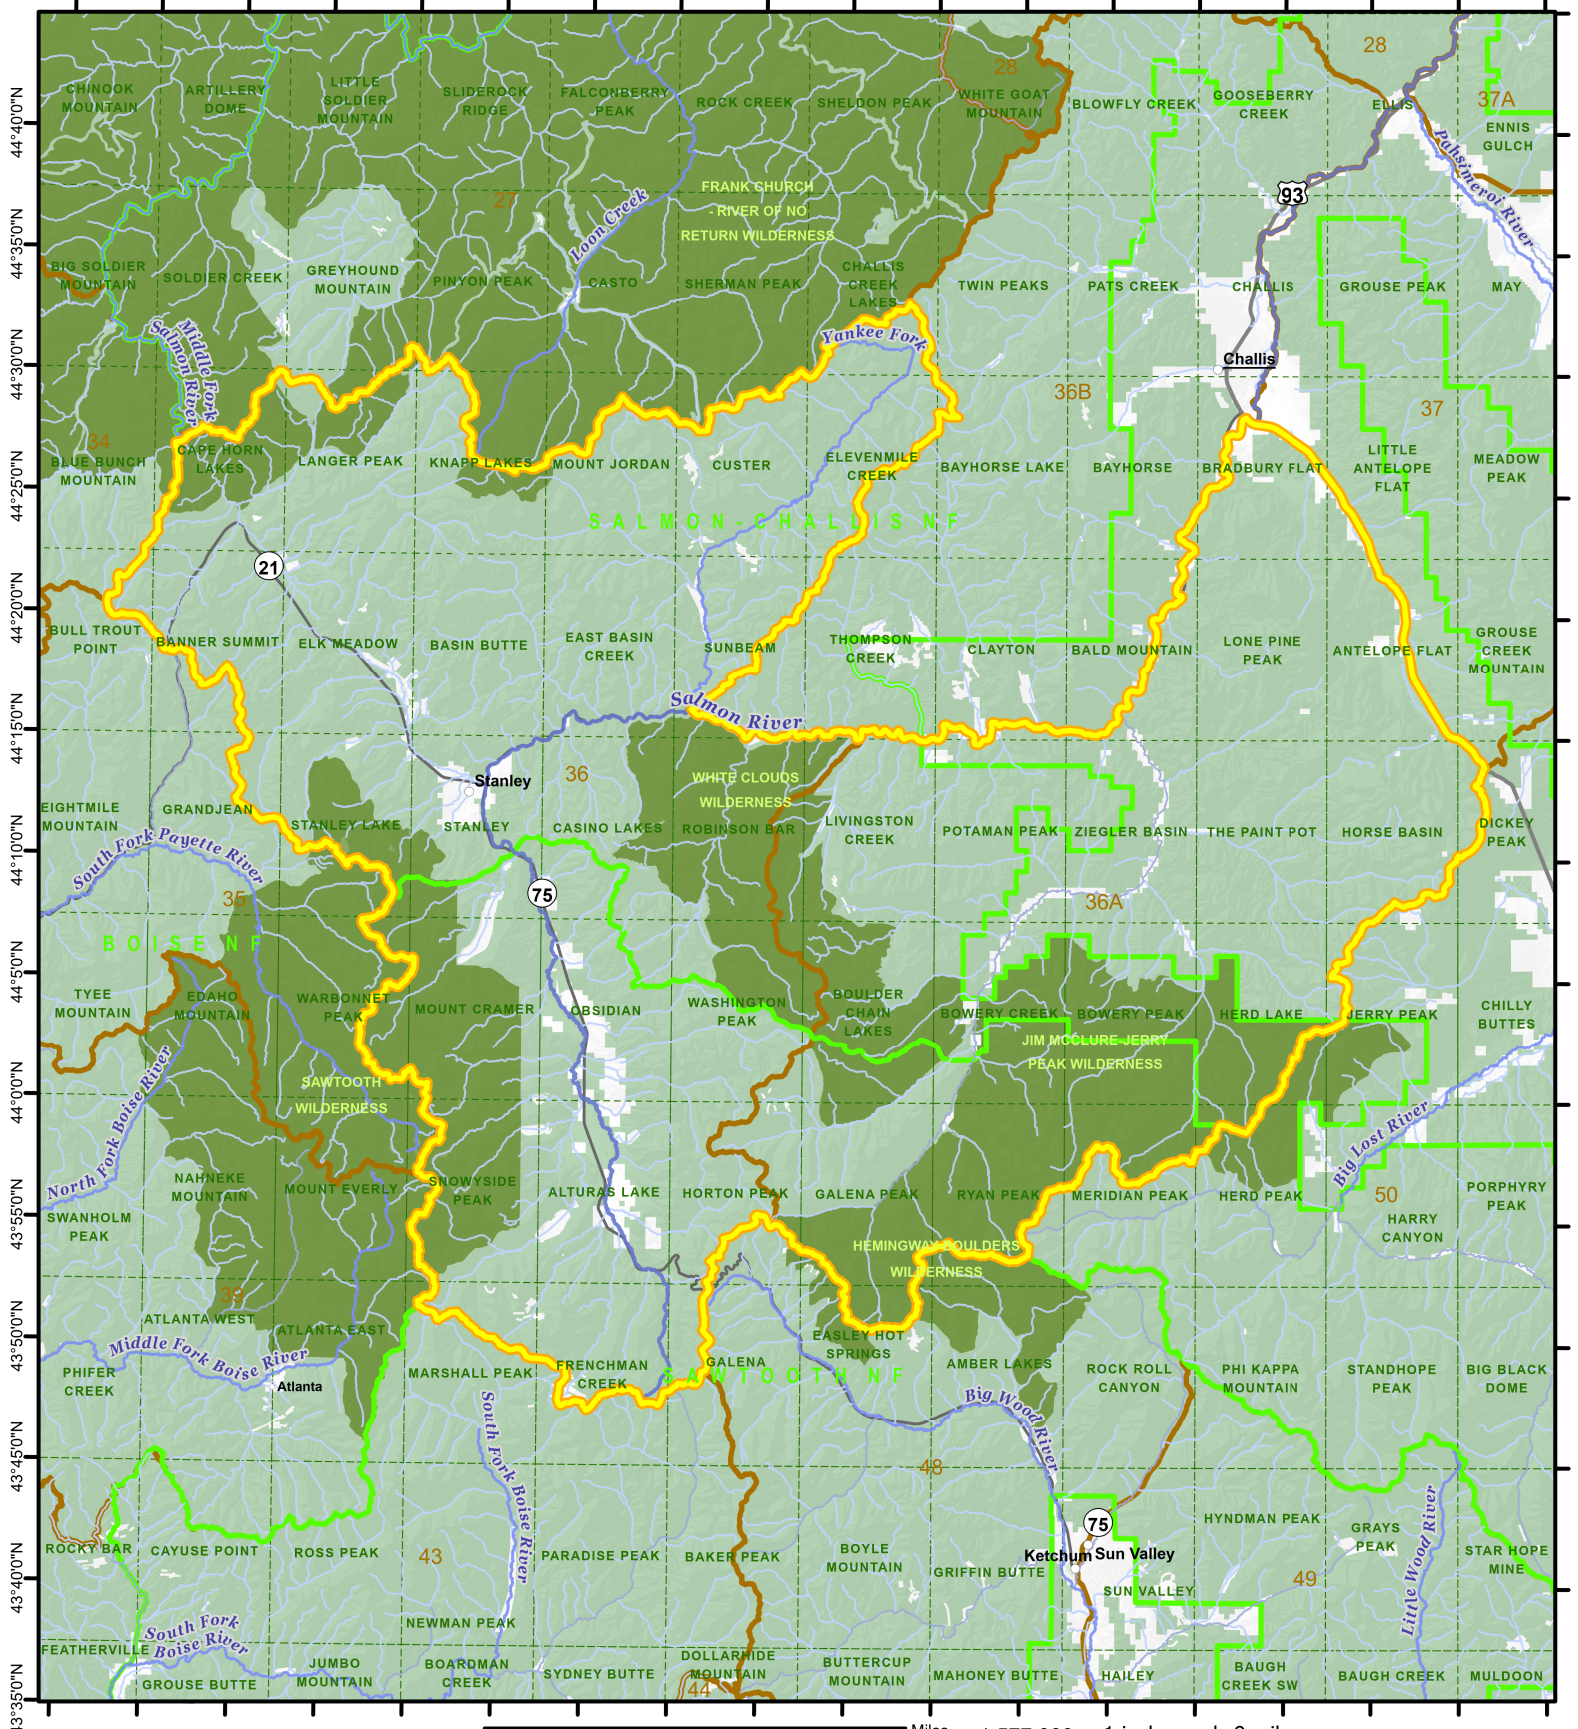 28
CHINOOK
MOUNTAIN
ARTILLERY
DOME
LITTLE
SOLDIER
MOUNTAIN
SLIDEROCK
RIDGE
FALCONBERRY
PEAK
ROCK CREEK
SHELDON PEAK
28
WHITE GOAT
MOUNTAIN
BLOWFLY CREEK
GOOSEBERRY
CREEK
ELLIS
37A
ENNIS
GULCH
44°40'0"N
Pahsimeroi River
93
27
FRANK CHURCH
- RIVER OF NO
RETURN WILDERNESS
Loon Creek
44°35'0"N
BIG SOLDIER
MOUNTAIN
SOLDIER CREEK
GREYHOUND
MOUNTAIN
PINYON PEAK
CASTO
SHERMAN PEAK
CHALLIS
CREEK
LAKES
TWIN PEAKS
PATS CREEK
CHALLIS
GROUSE PEAK
MAY
Middle Fork
Salmon River
Yankee Fork
44°30'0"N
Challis
36B
37
34
BLUE BUNCH
MOUNTAIN
CAPE HORN
LAKES
LANGER PEAK
KNAPP LAKES
MOUNT JORDAN
CUSTER
ELEVENMILE
CREEK
BAYHORSE LAKE
BAYHORSE
BRADBURY FLAT
LITTLE
ANTELOPE
FLAT
MEADOW
PEAK
44°25'0"N
SALMON-CHALLIS NF
21
44°20'0"N
BULL TROUT
POINT
BANNER SUMMIT
ELK MEADOW
BASIN BUTTE
EAST BASIN
CREEK
SUNBEAM
THOMPSON
CREEK
CLAYTON
BALD MOUNTAIN
LONE PINE
PEAK
ANTELOPE FLAT
GROUSE
CREEK
MOUNTAIN
Salmon River
44°15'0"N
Stanley
36
WHITE CLOUDS
WILDERNESS
EIGHTMILE
MOUNTAIN
GRANDJEAN
STANLEY LAKE
STANLEY
CASINO LAKES
ROBINSON BAR
LIVINGSTON
CREEK
POTAMAN PEAK
ZIEGLER BASIN
THE PAINT POT
HORSE BASIN
DICKEY
PEAK
South Fork Payette River
44°10'0"N
35
75
36A
BOISE NF
44°5'0"N
TYEE
MOUNTAIN
EDAHO
MOUNTAIN
WARBONNET
PEAK
MOUNT CRAMER
OBSIDIAN
WASHINGTON
PEAK
BOULDER
CHAIN
LAKES
BOWERY CREEK
BOWERY PEAK
HERD LAKE
JERRY PEAK
CHILLY
BUTTES
JIM MCCLURE-JERRY
PEAK WILDERNESS
SAWTOOTH
WILDERNESS
44°0'0"N
North Fork Boise River
Big Lost River
NAHNEKE
MOUNTAIN
MOUNT EVERLY
SNOWYSIDE
PEAK
ALTURAS LAKE
HORTON PEAK
GALENA PEAK
RYAN PEAK
MERIDIAN PEAK
HERD PEAK
50
PORPHYRY
PEAK
43°55'0"N
SWANHOLM
PEAK
HARRY
CANYON
HEMINGWAY-BOULDERS
WILDERNESS
39
ATLANTA WEST
ATLANTA EAST
43°50'0"N
EASLEY HOT
SPRINGS
Middle Fork Boise River
PHIFER
CREEK
Atlanta
MARSHALL PEAK
FRENCHMAN
CREEK
GALENA
SAWTOOTH NF
AMBER LAKES
ROCK ROLL
CANYON
PHI KAPPA
MOUNTAIN
STANDHOPE
PEAK
BIG BLACK
DOME
South Fork Boise River
Big Wood River
43°45'0"N
48
75
Little Wood River
ROCKY BAR
CAYUSE POINT
ROSS PEAK
43
PARADISE PEAK
BAKER PEAK
BOYLE
MOUNTAIN
GRIFFIN BUTTE
Ketchum
Sun Valley
SUN VALLEY
HYNDMAN PEAK
GRAYS
PEAK
STAR HOPE
MINE
49
43°40'0"N
NEWMAN PEAK
South Fork
Boise River
FEATHERVILLE
GROUSE BUTTE
JUMBO
MOUNTAIN
BOARDMAN
CREEK
SYDNEY BUTTE
DOLLARHIDE
MOUNTAIN
44
BUTTERCUP
MOUNTAIN
MAHONEY BUTTE
HAILEY
BAUGH
CREEK SW
BAUGH CREEK
MULDOON
43°35'0"N